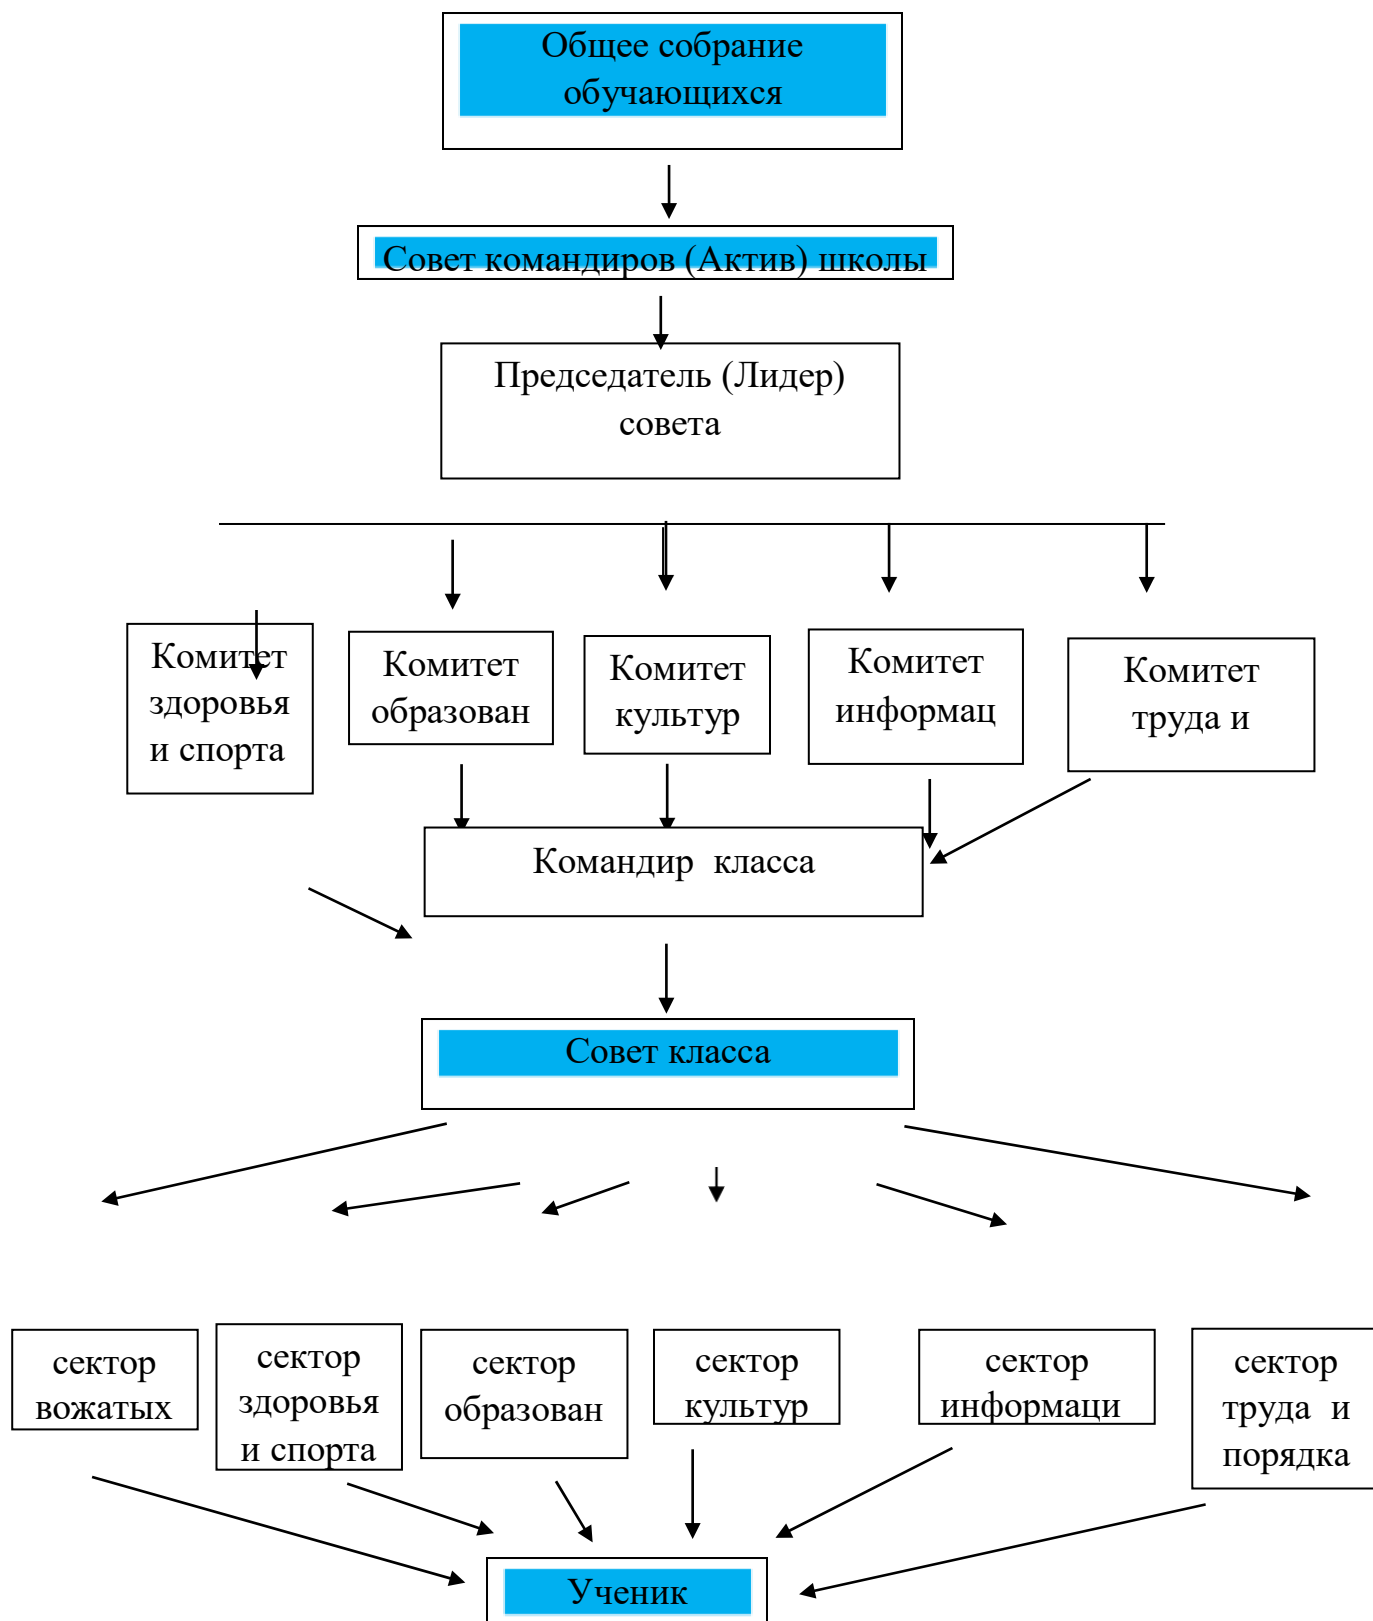 Общее собрание
обучающихся
Совет командиров (Актив) школы
Председатель (Лидер)
совета
Комитет
здоровья
и спорта
Комитет
образован
Комитет
культур
Комитет
информац
Комитет
труда и
Командир класса
Совет класса
сектор
вожатых
сектор
здоровья
и спорта
сектор
образован
сектор
культур
сектор
информаци
сектор
труда и
порядка
Ученик